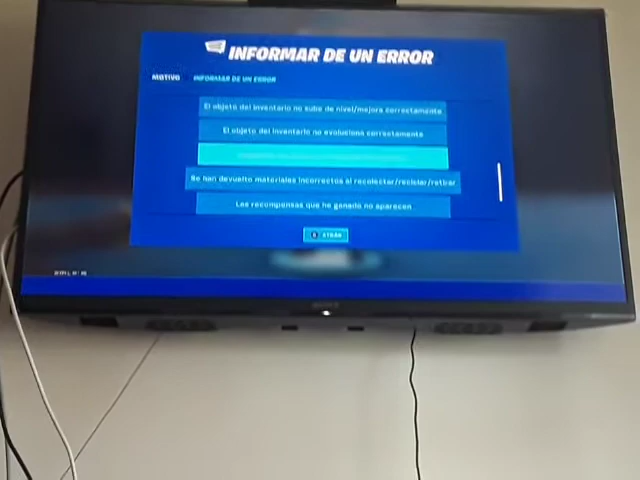 INFORMAR DE UN ERROR
MOTIVO INFORMAR DE UN ERROR
El objeto del inventario no sube de nivel/mejora correctamente
El objeto del inventario no evoluciona correctamente
Se han devuelto materiales incorrectos al recolectar/reciclar/retirar
Las recompensas que he ganado no aparecen
ATRÁS
SONY